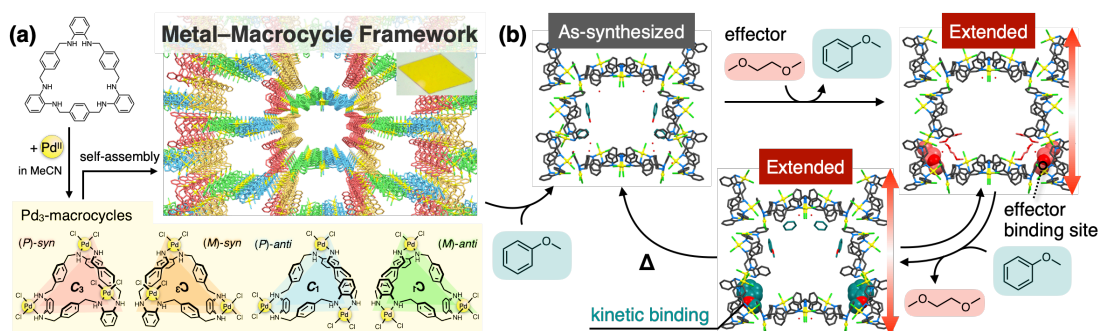 (a)
Metal–Macrocycle Framework
NH HN
NH
HN
NH HN
+ Pdᴵᴵ
in MeCN
self-assembly
Pd₃-macrocycles
(P)-syn
(M)-syn
(P)-anti
(M)-anti
C₃
C₃
C₁
C₁
(b)
As-synthesized
effector
Extended
Extended
effector
binding site
Δ
kinetic binding